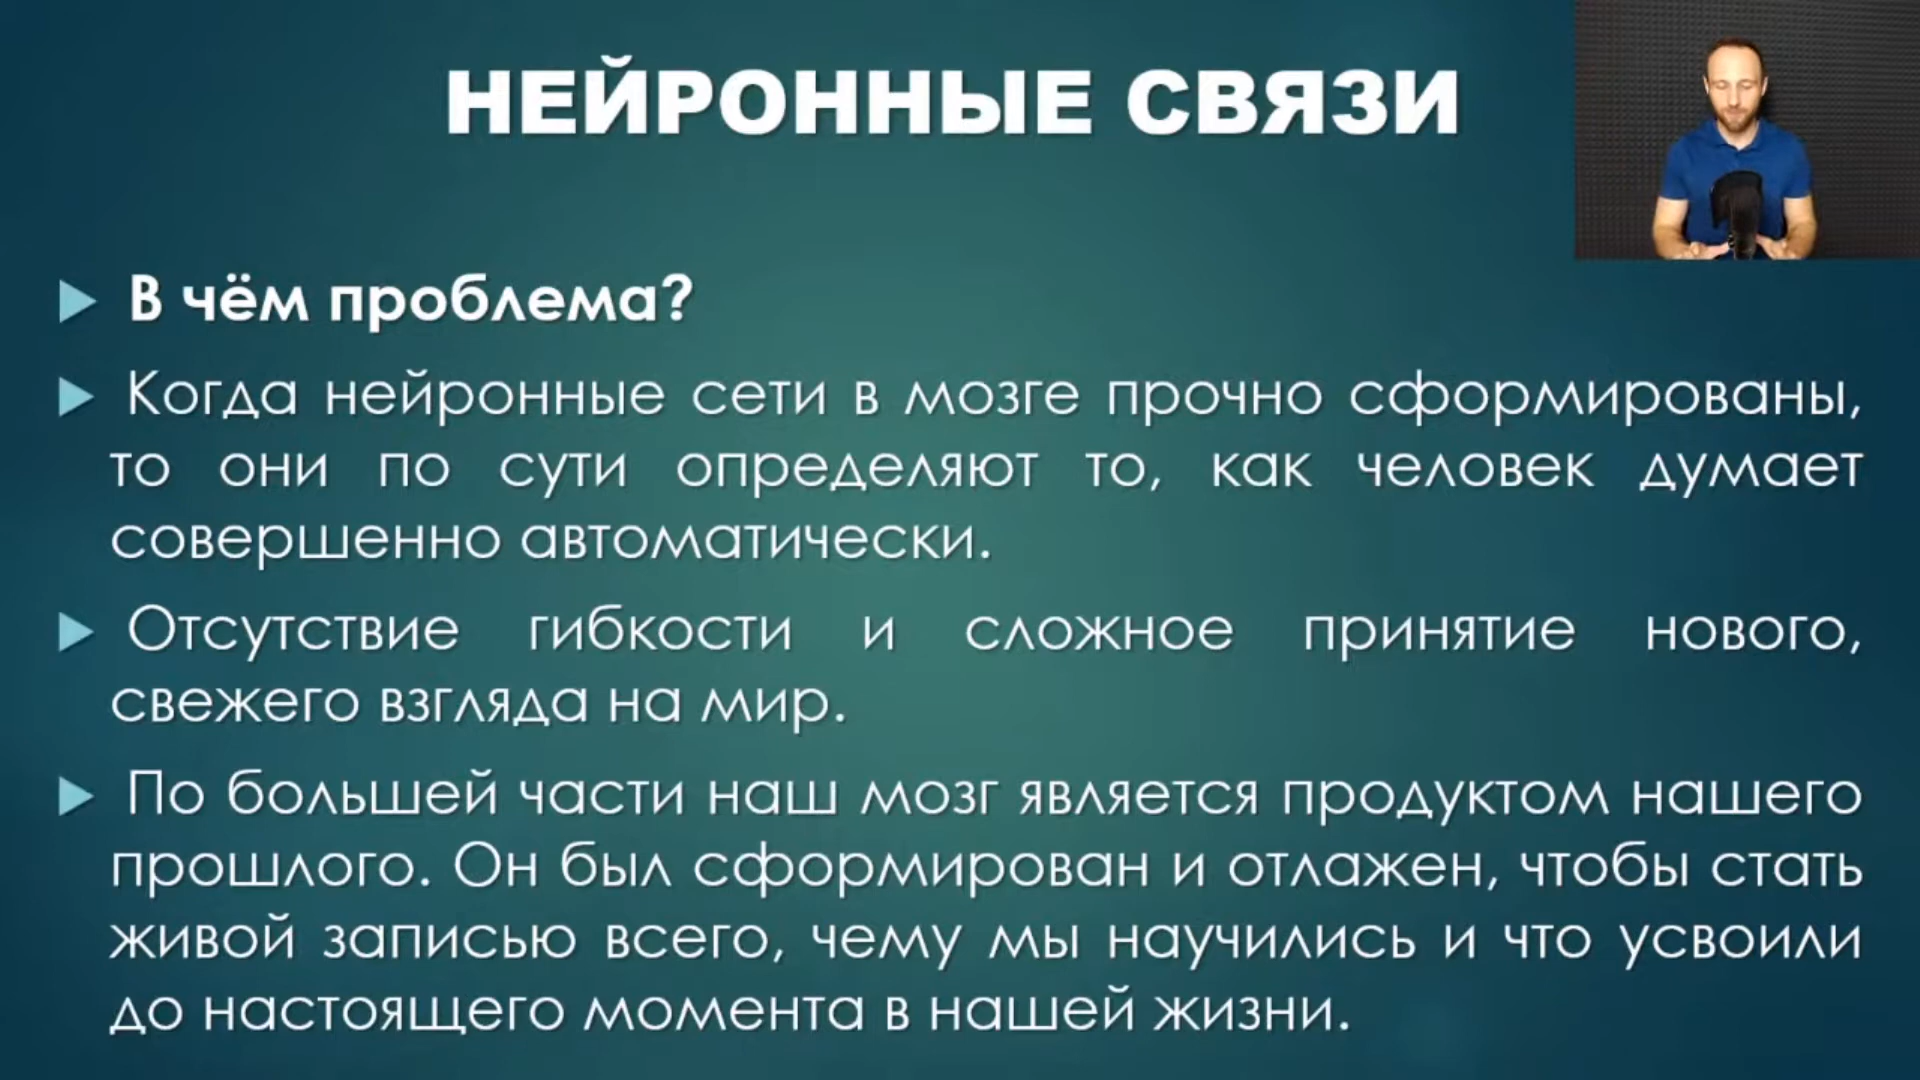 НЕЙРОННЫЕ СВЯЗИ
В чём проблема?
Когда нейронные сети в мозге прочно сформированы,
то они по сути определяют то, как человек думает
совершенно автоматически.
Отсутствие гибкости и сложное принятие нового,
свежего взгляда на мир.
По большей части наш мозг является продуктом нашего
прошлого. Он был сформирован и отлажен, чтобы стать
живой записью всего, чему мы научились и что усвоили
до настоящего момента в нашей жизни.